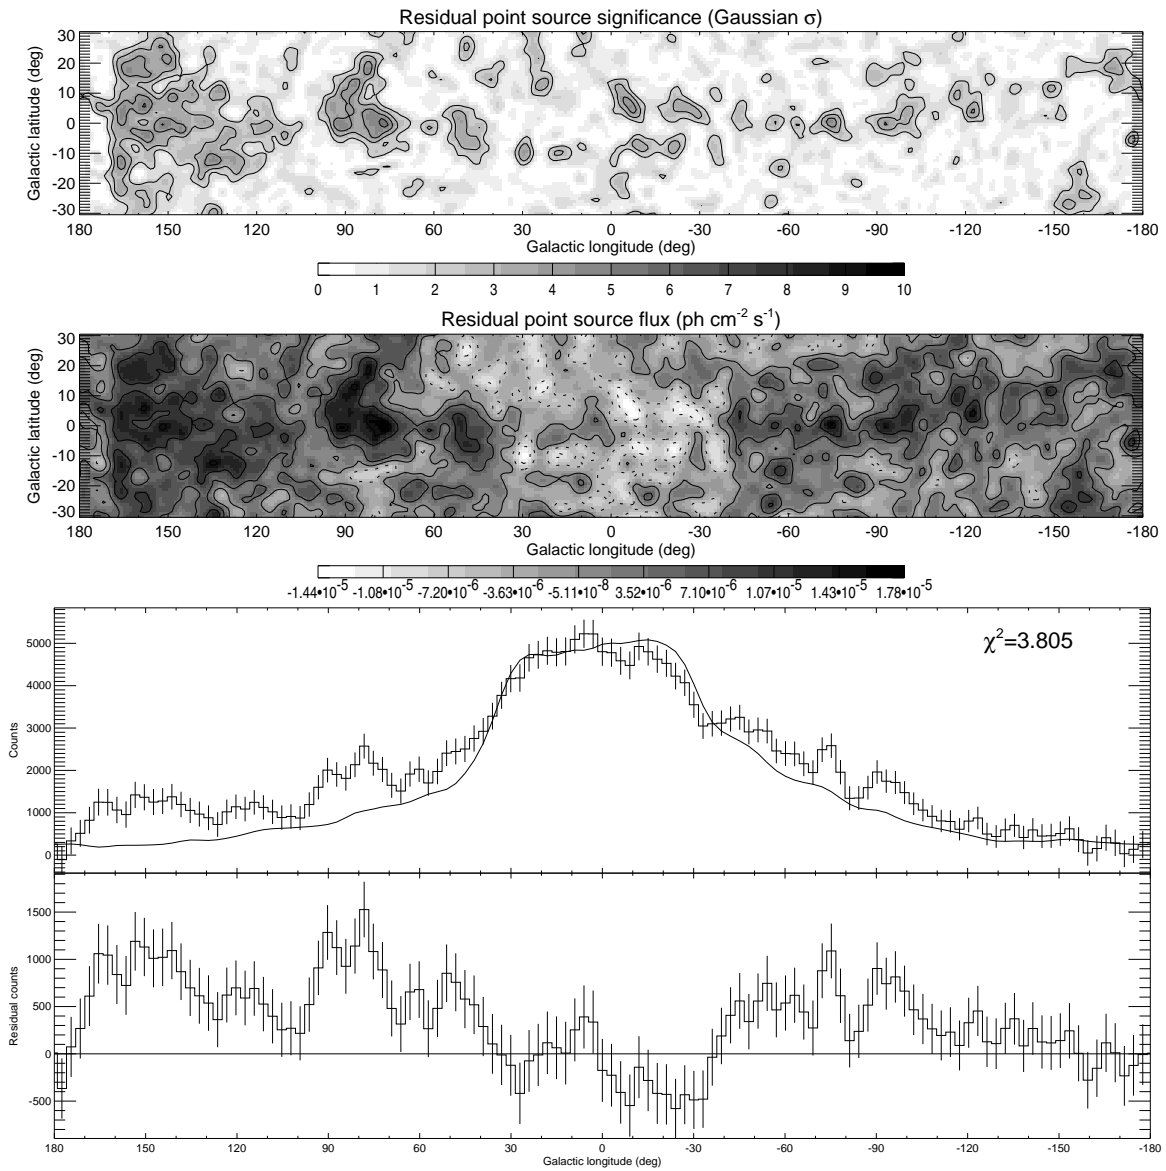 Residual point source significance (Gaussian σ)
Galactic latitude (deg)
30
20
10
0
-10
-20
-30
180 150 120 90 60 30 0 -30 -60 -90 -120 -150 -180
Galactic longitude (deg)
0 1 2 3 4 5 6 7 8 9 10
Residual point source flux (ph cm⁻² s⁻¹)
Galactic latitude (deg)
30
20
10
0
-10
-20
-30
180 150 120 90 60 30 0 -30 -60 -90 -120 -150 -180
Galactic longitude (deg)
-1.44•10⁻⁵ -1.08•10⁻⁵ -7.20•10⁻⁶ -3.63•10⁻⁶ -5.11•10⁻⁸ 3.52•10⁻⁶ 7.10•10⁻⁶ 1.07•10⁻⁵ 1.43•10⁻⁵ 1.78•10⁻⁵
χ²=3.805
Counts
5000
4000
3000
2000
1000
0
Residual counts
1500
1000
500
0
-500
180 150 120 90 60 30 0 -30 -60 -90 -120 -150 -180
Galactic longitude (deg)